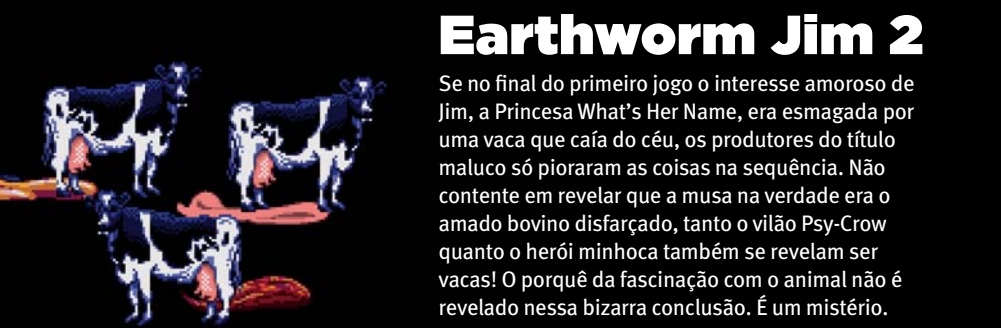 Earthworm Jim 2
Se no final do primeiro jogo o interesse amoroso de
Jim, a Princesa What's Her Name, era esmagada por
uma vaca que caía do céu, os produtores do título
maluco só pioraram as coisas na sequência. Não
contente em revelar que a musa na verdade era o
amado bovino disfarçado, tanto o vilão Psy-Crow
quanto o herói minhoca também se revelam ser
vacas! O porquê da fascinação com o animal não é
revelado nessa bizarra conclusão. É um mistério.